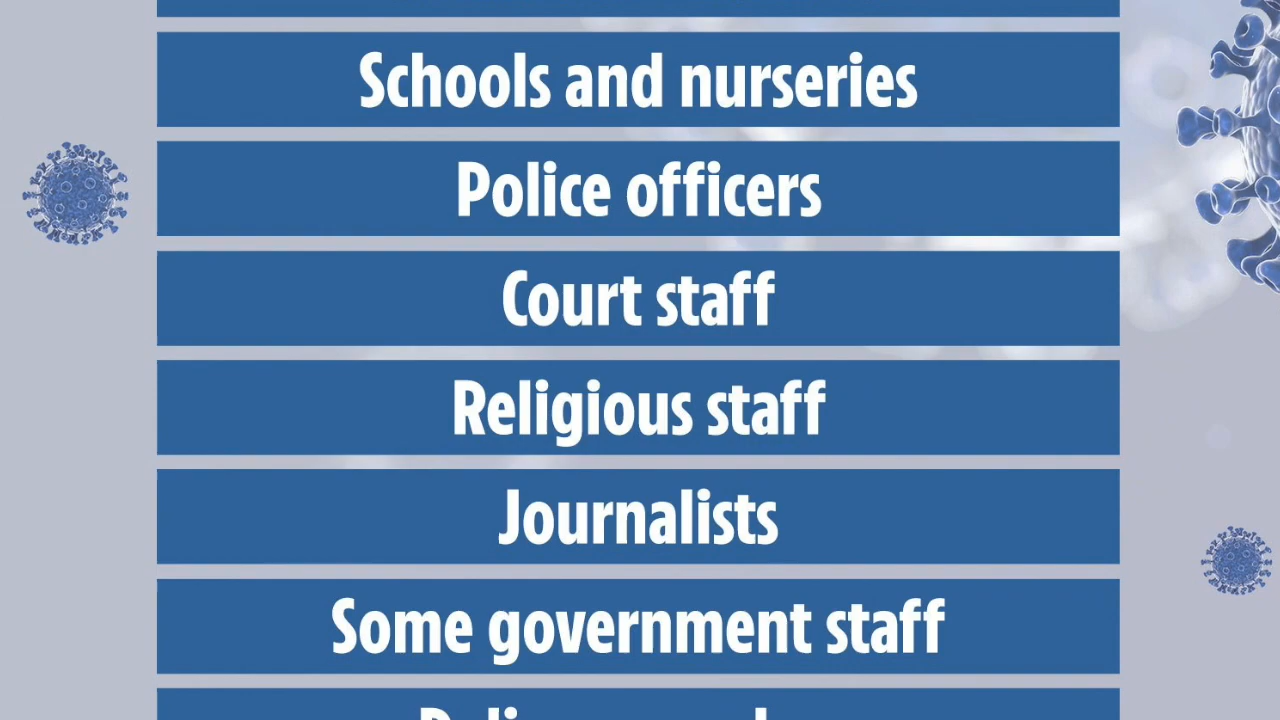 Schools and nurseries
Police officers
Court staff
Religious staff
Journalists
Some government staff